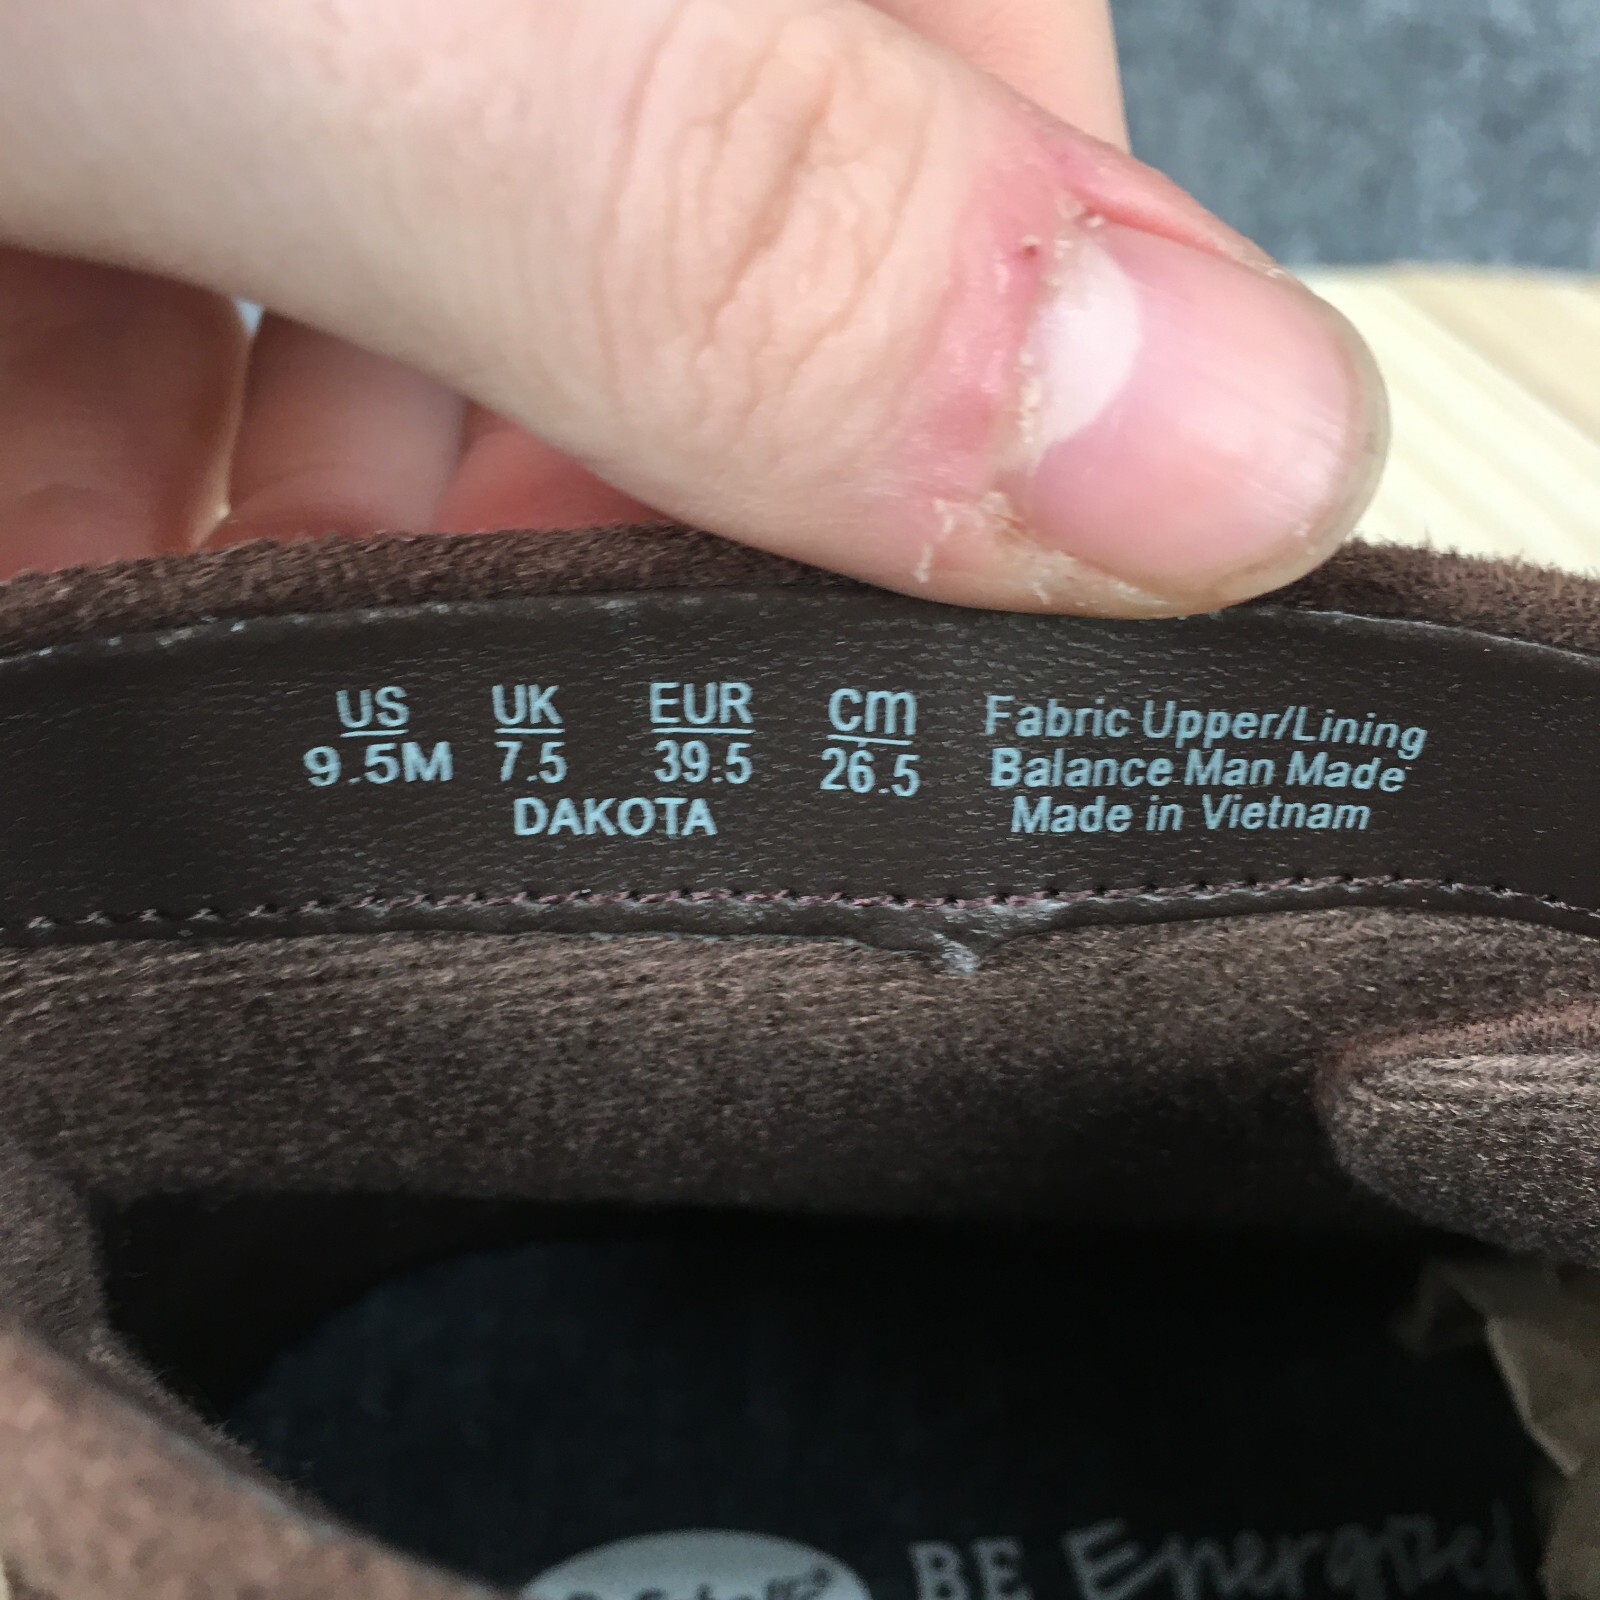 US UK EUR cm
9.5M 7.5 39.5 26.5
DAKOTA
Fabric Upper/Lining
Balance Man Made
Made in Vietnam
BE Energized